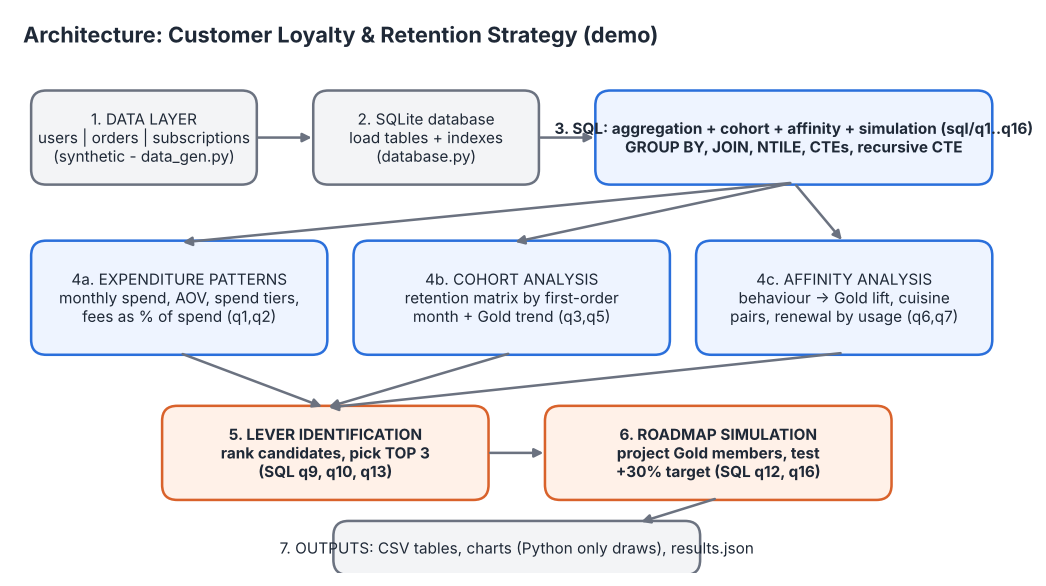 Architecture: Customer Loyalty & Retention Strategy (demo)
1. DATA LAYER
users | orders | subscriptions
(synthetic - data_gen.py)
2. SQLite database
load tables + indexes
(database.py)
3. SQL: aggregation + cohort + affinity + simulation (sql/q1..q16)
GROUP BY, JOIN, NTILE, CTEs, recursive CTE
4a. EXPENDITURE PATTERNS
monthly spend, AOV, spend tiers,
fees as % of spend (q1,q2)
4b. COHORT ANALYSIS
retention matrix by first-order
month + Gold trend (q3,q5)
4c. AFFINITY ANALYSIS
behaviour → Gold lift, cuisine
pairs, renewal by usage (q6,q7)
5. LEVER IDENTIFICATION
rank candidates, pick TOP 3
(SQL q9, q10, q13)
6. ROADMAP SIMULATION
project Gold members, test
+30% target (SQL q12, q16)
7. OUTPUTS: CSV tables, charts (Python only draws), results.json